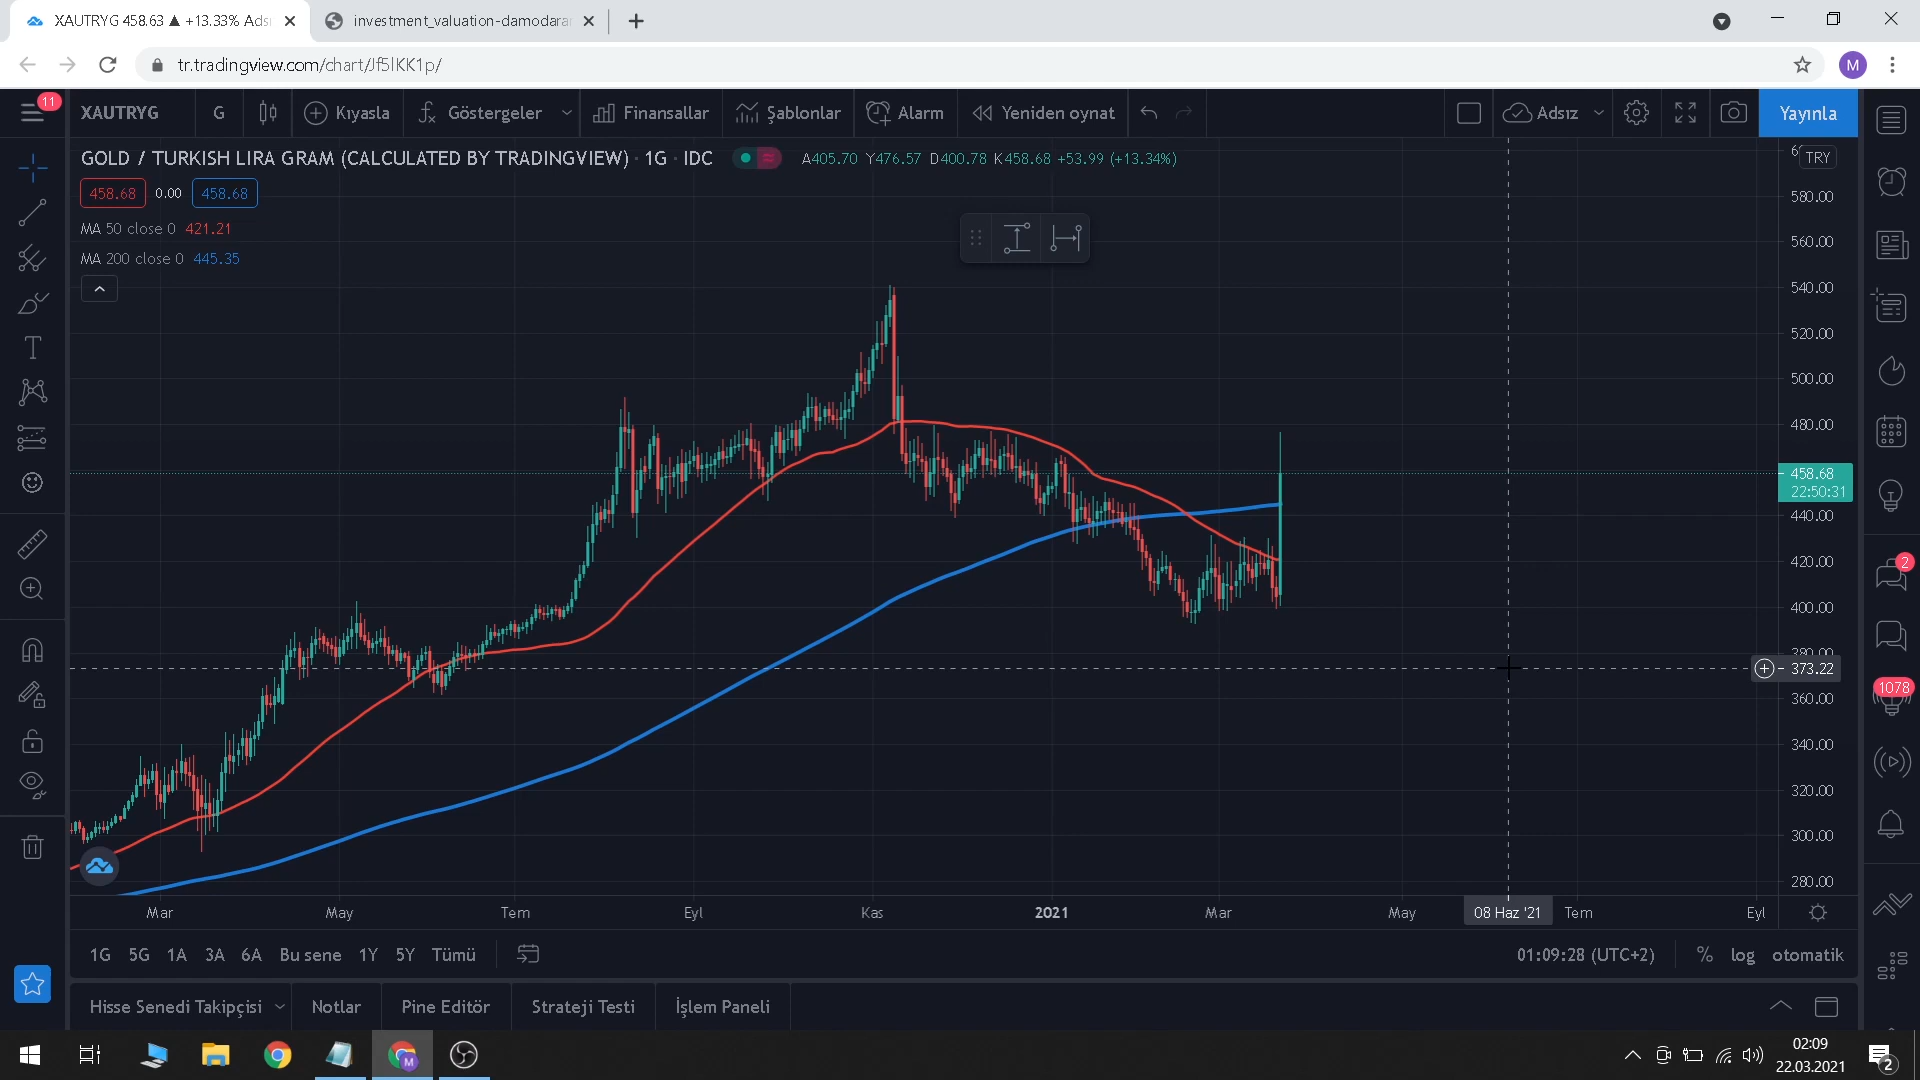 XAUTRYG 458.63 ▲ +13.33% Ads
investment_valuation-damodaran
tr.tradingview.com/chart/Jf5lKK1p/
M
11
XAUTRYG
G
Kıyasla
Göstergeler
Finansallar
Şablonlar
Alarm
Yeniden oynat
Adsız
Yayınla
GOLD / TURKISH LIRA GRAM (CALCULATED BY TRADINGVIEW) · 1G · IDC
A405.70 Y476.57 D400.78 K458.68 +53.99 (+13.34%)
TRY
458.68 0.00 458.68
MA 50 close 0 421.21
MA 200 close 0 445.35
580.00
560.00
540.00
520.00
500.00
480.00
458.68
22:50:31
440.00
420.00
400.00
380.00
373.22
360.00
340.00
320.00
300.00
280.00
2
1078
Mar May Tem Eyl Kas 2021 Mar May 08 Haz '21 Tem Eyl
1G 5G 1A 3A 6A Bu sene 1Y 5Y Tümü
01:09:28 (UTC+2)
% log otomatik
Hisse Senedi Takipçisi Notlar Pine Editör Strateji Testi İşlem Paneli
M
02:09
22.03.2021
2